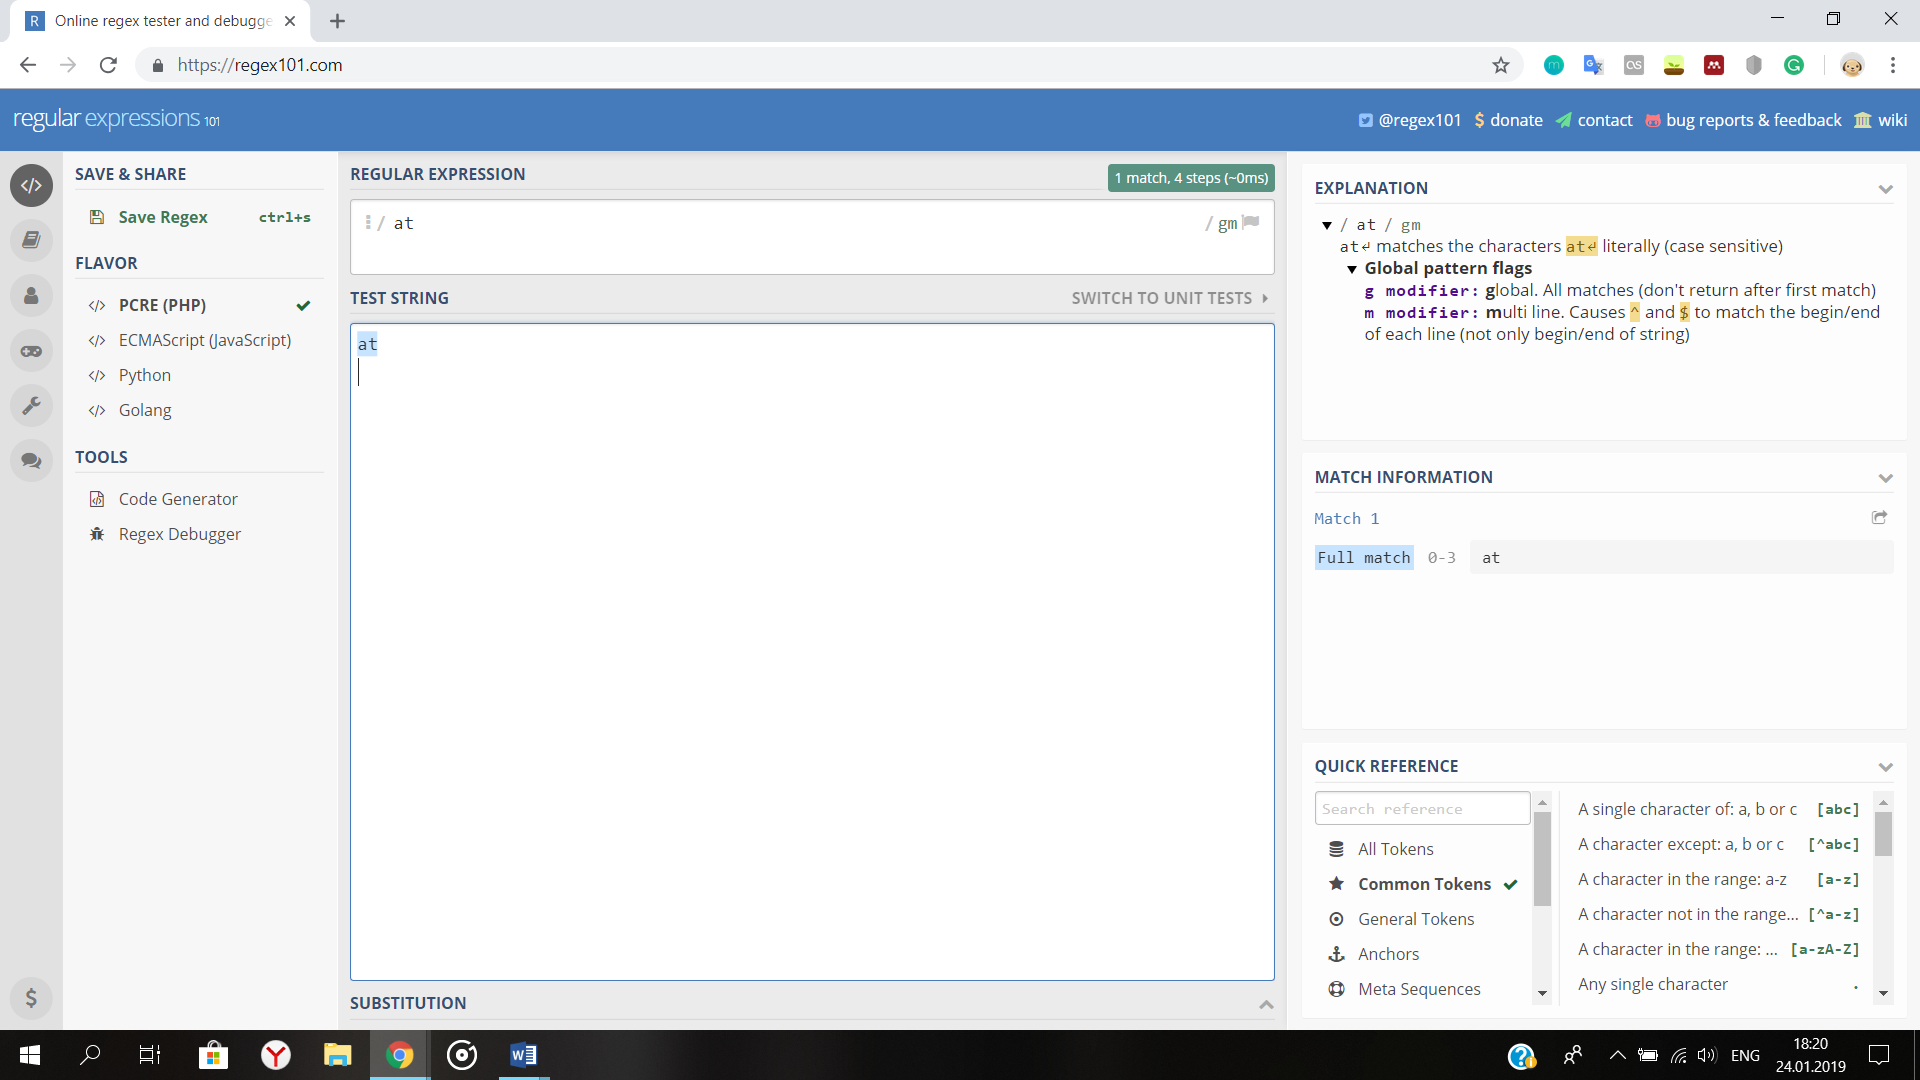 R Online regex tester and debugge
https://regex101.com
regular expressions 101
@regex101 $ donate contact bug reports & feedback wiki
SAVE & SHARE
Save Regex ctrl+s
FLAVOR
PCRE (PHP)
ECMAScript (JavaScript)
Python
Golang
TOOLS
Code Generator
Regex Debugger
REGULAR EXPRESSION
1 match, 4 steps (~0ms)
/ at / gm
TEST STRING
SWITCH TO UNIT TESTS
at
SUBSTITUTION
EXPLANATION
/ at / gm
at↵ matches the characters at↵ literally (case sensitive)
Global pattern flags
g modifier: global. All matches (don't return after first match)
m modifier: multi line. Causes ^ and $ to match the begin/end
of each line (not only begin/end of string)
MATCH INFORMATION
Match 1
Full match 0-3 at
QUICK REFERENCE
Search reference
All Tokens
Common Tokens
General Tokens
Anchors
Meta Sequences
A single character of: a, b or c [abc]
A character except: a, b or c [^abc]
A character in the range: a-z [a-z]
A character not in the range... [^a-z]
A character in the range: ... [a-zA-Z]
Any single character .
ENG
18:20
24.01.2019